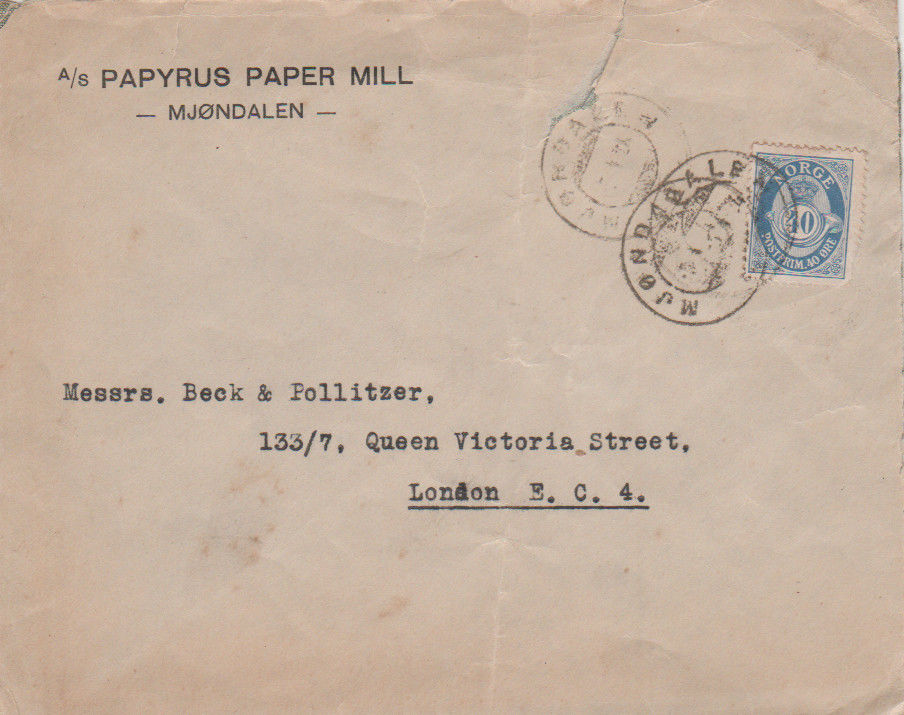 A/S PAPYRUS PAPER MILL
— MJØNDALEN —
MJØNDALEN
MJØNDALEN
NORGE
40
POSTFRIM. 40 ØRE
Messrs. Beck & Pollitzer,
133/7, Queen Victoria Street,
London E. C. 4.